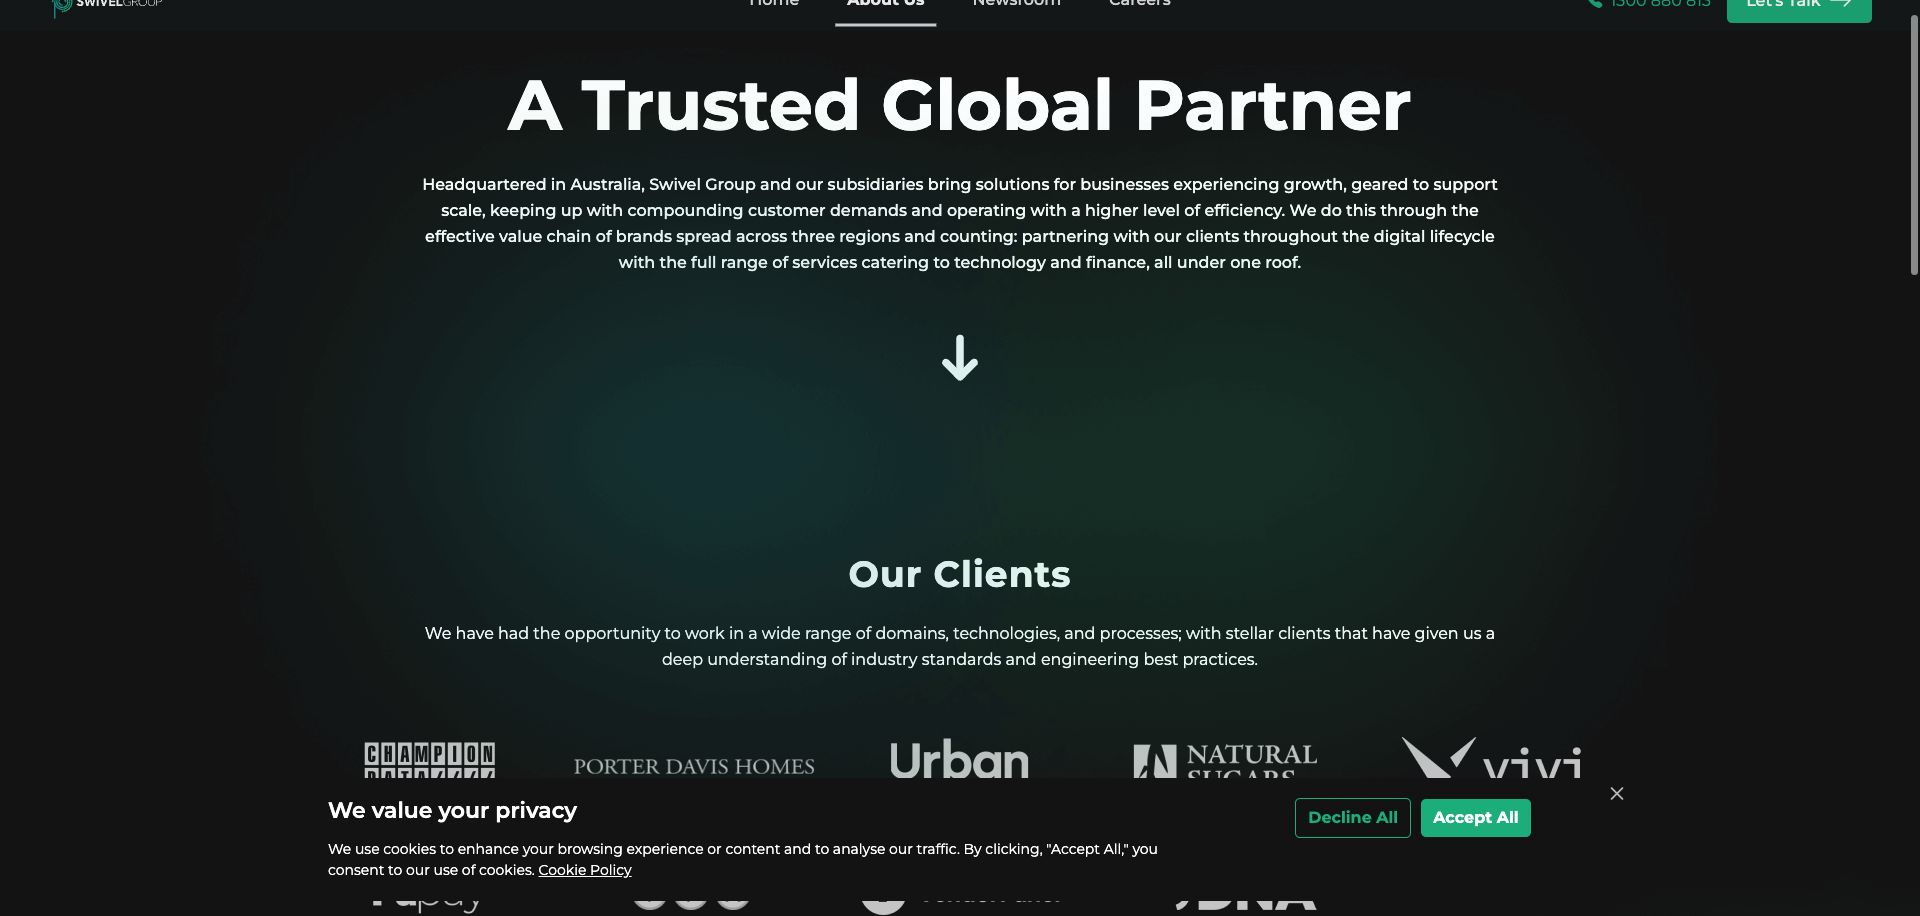 SWIVELGROUP
Home About Us Newsroom Careers
1300 880 813
Let's Talk
A Trusted Global Partner
Headquartered in Australia, Swivel Group and our subsidiaries bring solutions for businesses experiencing growth, geared to support
scale, keeping up with compounding customer demands and operating with a higher level of efficiency. We do this through the
effective value chain of brands spread across three regions and counting: partnering with our clients throughout the digital lifecycle
with the full range of services catering to technology and finance, all under one roof.
Our Clients
We have had the opportunity to work in a wide range of domains, technologies, and processes; with stellar clients that have given us a
deep understanding of industry standards and engineering best practices.
CHAMPION
DATA
PORTER DAVIS HOMES
Urban
NATURAL
SUGARS
vivi
We value your privacy
Decline All
Accept All
We use cookies to enhance your browsing experience or content and to analyse our traffic. By clicking, "Accept All," you
consent to our use of cookies. Cookie Policy